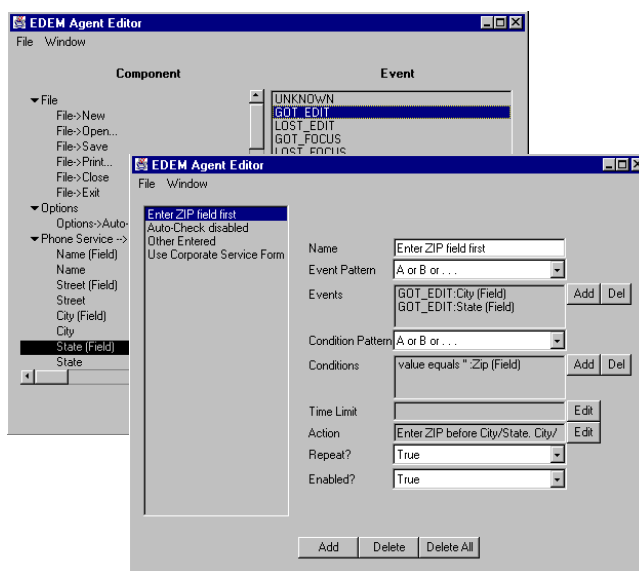 EDEM Agent Editor
File Window
Component Event
File
File->New
File->Open...
File->Save
File->Print...
File->Close
File->Exit
Options
Options->Auto-
Phone Service -->
Name (Field)
Name
Street (Field)
Street
City (Field)
City
State (Field)
State
UNKNOWN
GOT_EDIT
LOST_EDIT
GOT_FOCUS
LOST_FOCUS
EDEM Agent Editor
File Window
Enter ZIP field first
Auto-Check disabled
Other Entered
Use Corporate Service Form
Name Enter ZIP field first
Event Pattern A or B or . . .
Events GOT_EDIT:City (Field) Add Del
GOT_EDIT:State (Field)
Condition Pattern A or B or . . .
Conditions value equals '' :Zip (Field) Add Del
Time Limit Edit
Action Enter ZIP before City/State. City/ Edit
Repeat? True
Enabled? True
Add Delete Delete All